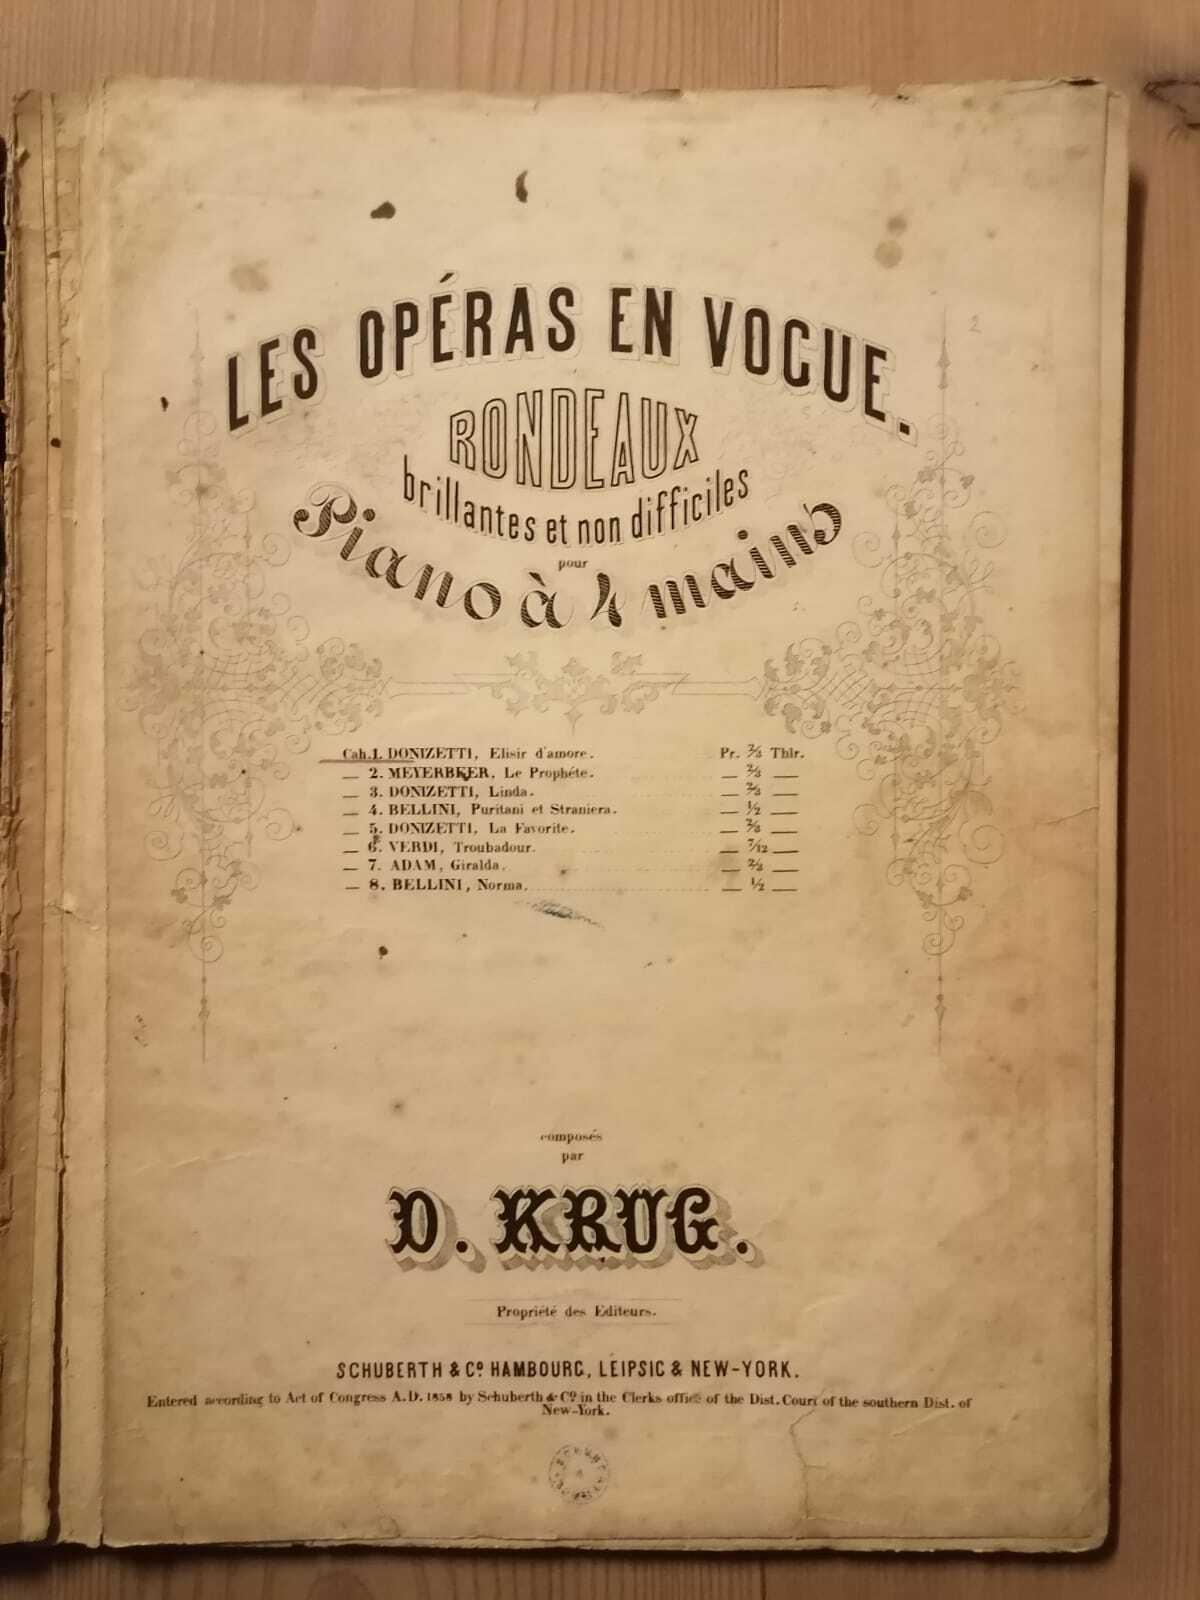 LES OPÉRAS EN VOGUE.
RONDEAUX
brillantes et non difficiles
pour
Piano à 4 mains
Cah. 1. DONIZETTI, Elisir d'amore. Pr. 2/3 Thlr.
— 2. MEYERBEER, Le Prophéte. — 2/3 —
— 3. DONIZETTI, Linda. — 2/3 —
— 4. BELLINI, Puritani et Straniera. — 1/2 —
— 5. DONIZETTI, La Favorite. — 2/3 —
— 6. VERDI, Troubadour. — 7/12 —
— 7. ADAM, Giralda. — 2/3 —
— 8. BELLINI, Norma. — 1/2 —
composés
par
D. KRUG.
Propriété des Editeurs.
SCHUBERTH & Cº HAMBOURG, LEIPSIC & NEW-YORK.
Entered according to Act of Congress A.D. 1858 by Schuberth & Cº in the Clerks office of the Dist. Court of the southern Dist. of
New-York.